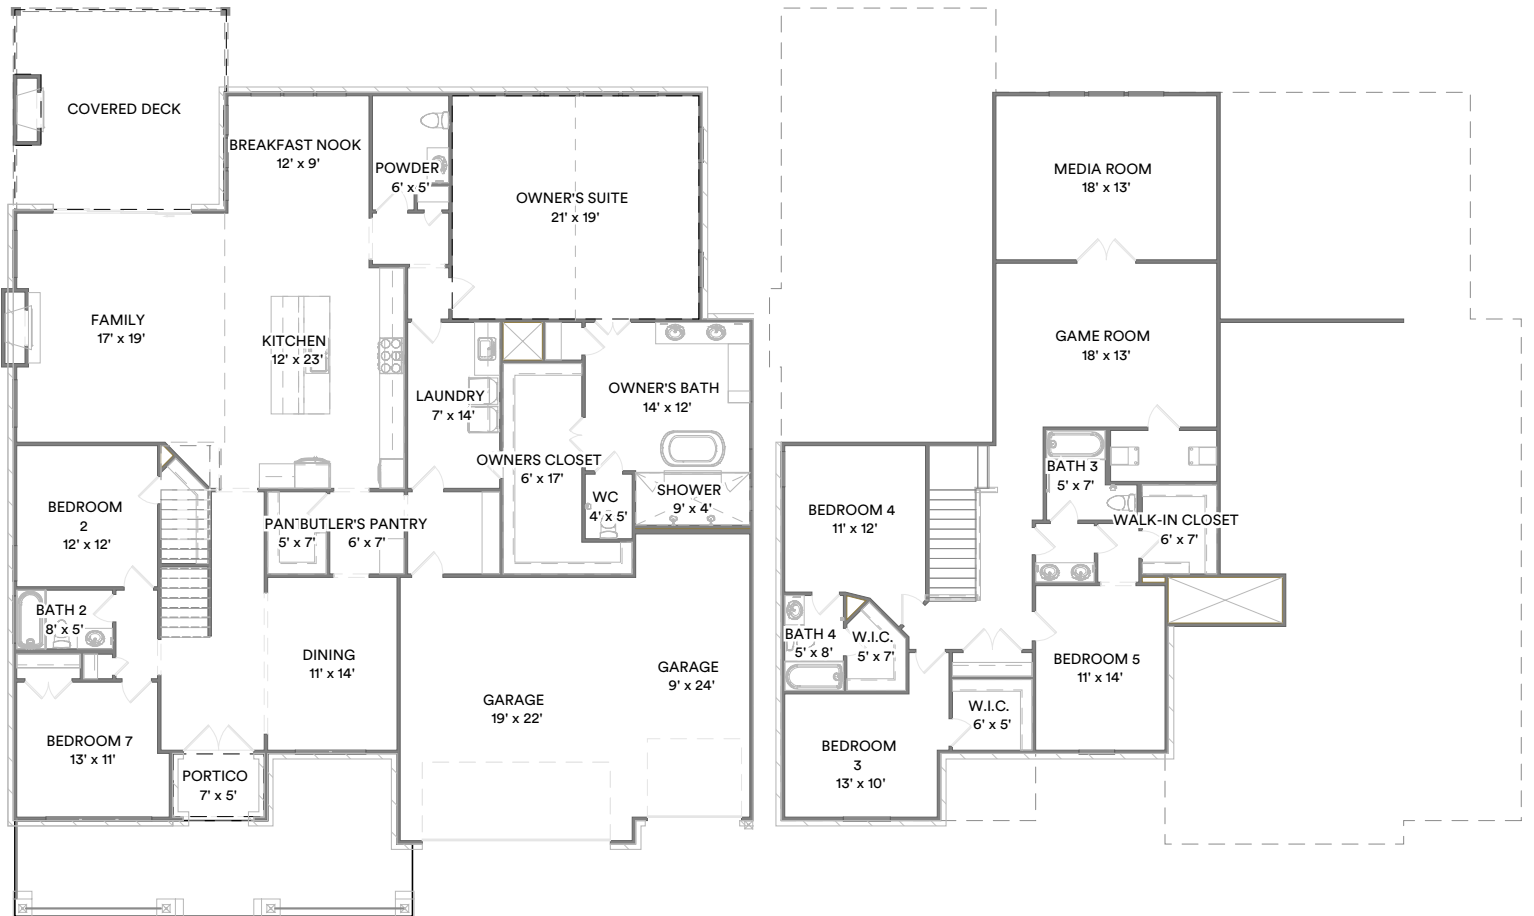 COVERED DECK
BREAKFAST NOOK
12' x 9'
POWDER
6' x 5'
OWNER'S SUITE
21' x 19'
FAMILY
17' x 19'
KITCHEN
12' x 23'
LAUNDRY
7' x 14'
OWNER'S BATH
14' x 12'
OWNERS CLOSET
6' x 17'
WC
4' x 5'
SHOWER
9' x 4'
BEDROOM
2
12' x 12'
PANT
5' x 7'
BUTLER'S PANTRY
6' x 7'
BATH 2
8' x 5'
DINING
11' x 14'
GARAGE
19' x 22'
GARAGE
9' x 24'
BEDROOM 7
13' x 11'
PORTICO
7' x 5'
MEDIA ROOM
18' x 13'
GAME ROOM
18' x 13'
BATH 3
5' x 7'
BEDROOM 4
11' x 12'
WALK-IN CLOSET
6' x 7'
BATH 4
5' x 8'
W.I.C.
5' x 7'
BEDROOM 5
11' x 14'
W.I.C.
6' x 5'
BEDROOM
3
13' x 10'